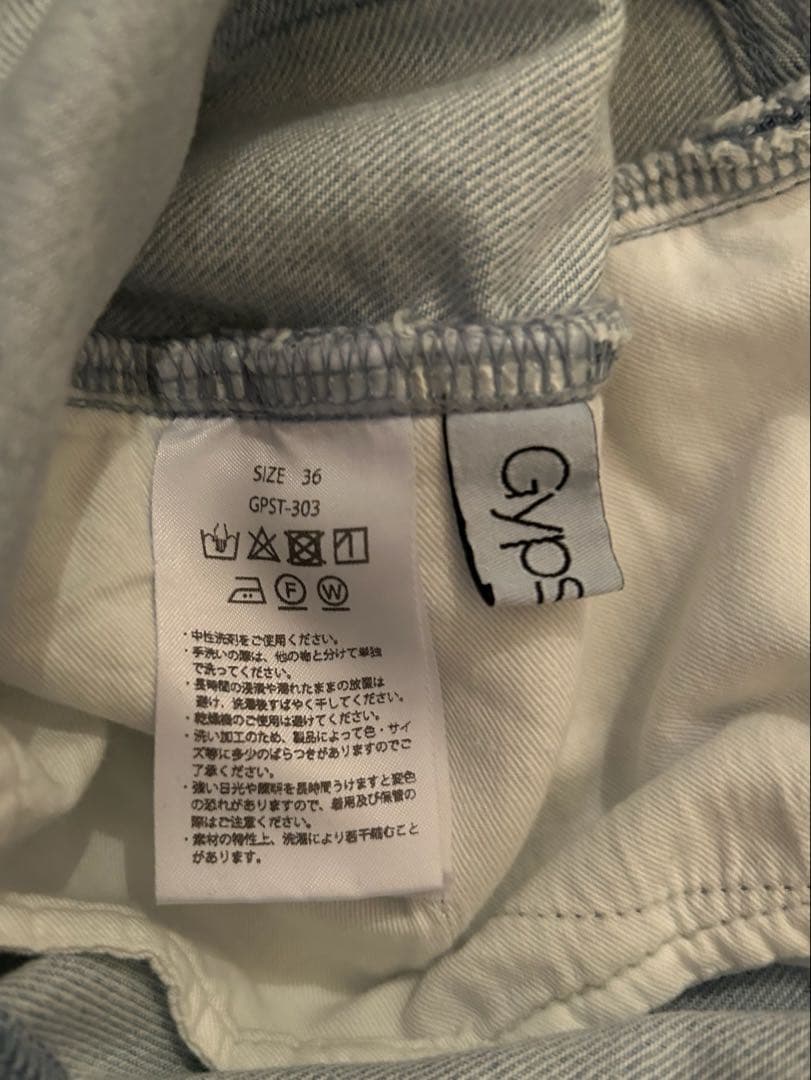 SIZE 36
GPST-303
F W
・中性洗剤をご使用ください。
・手洗いの際は、他の物と分けて単独
で洗ってください。
・長時間の浸漬や濡れたままの放置は
避け、洗濯後すばやく干してください。
・乾燥機のご使用は避けてください。
・洗い加工のため、製品によって色・サイ
ズ等に多少のばらつきがありますのでご
了承ください。
・強い日光や照明を長時間うけますと変色
の恐れがありますので、着用及び保管の
際はご注意ください。
・素材の特性上、洗濯により若干縮むこと
があります。
Gyps